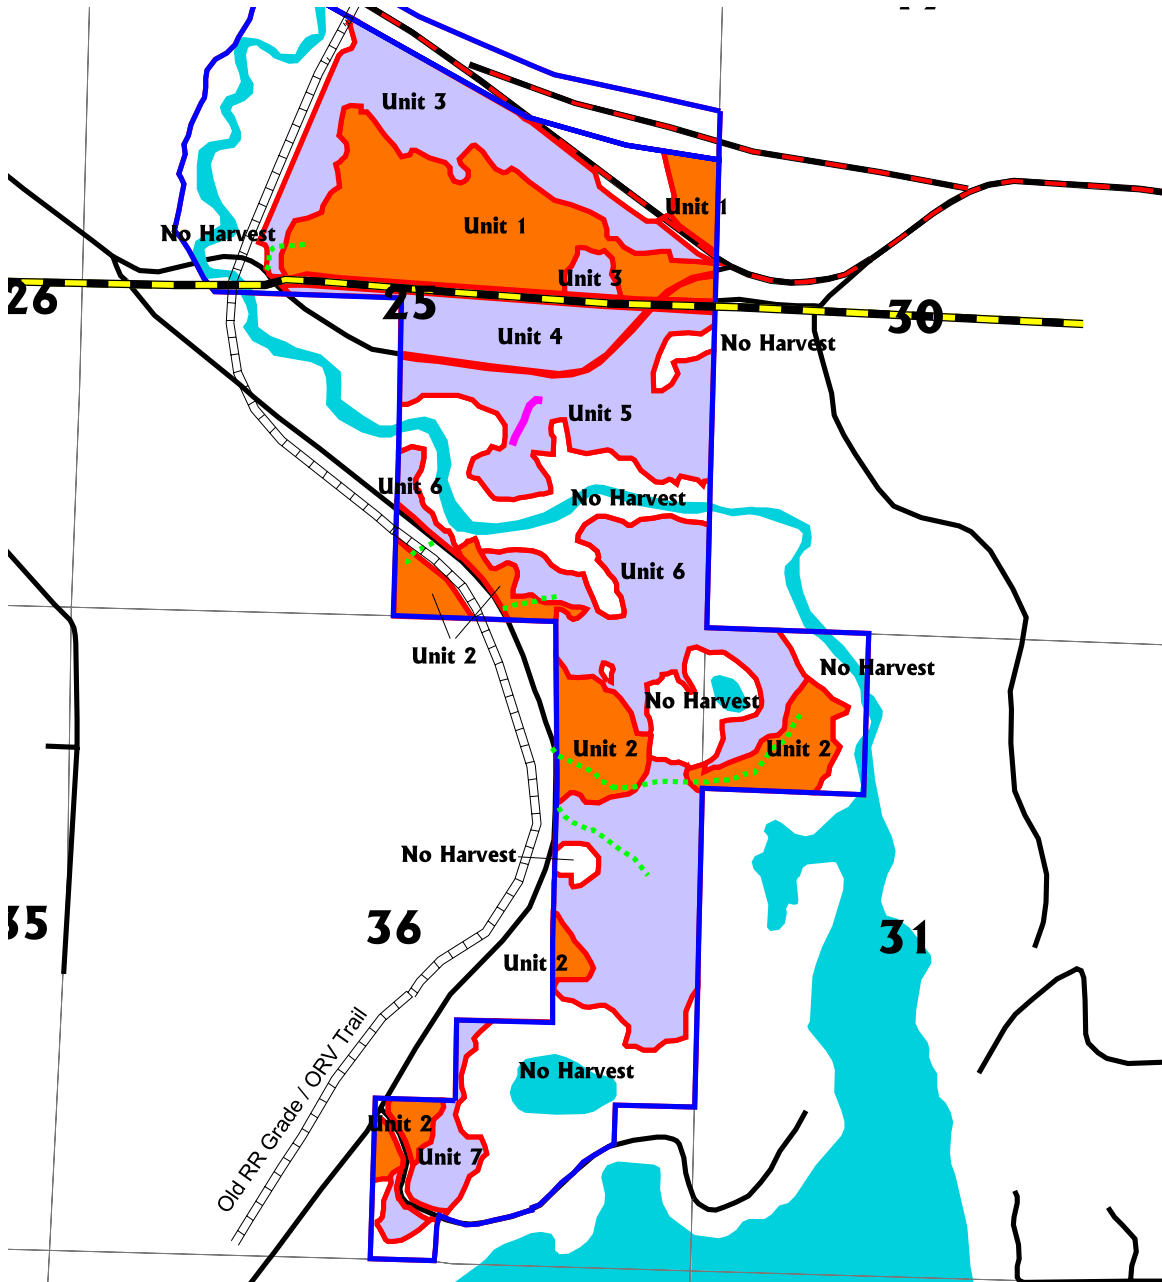 Unit 3
Unit 1
Unit 1
No Harvest
Unit 3
26
25
30
Unit 4
No Harvest
Unit 5
Unit 6
No Harvest
Unit 6
Unit 2
No Harvest
No Harvest
Unit 2
Unit 2
No Harvest
35
36
31
Unit 2
Old RR Grade / ORV Trail
No Harvest
Unit 2
Unit 7